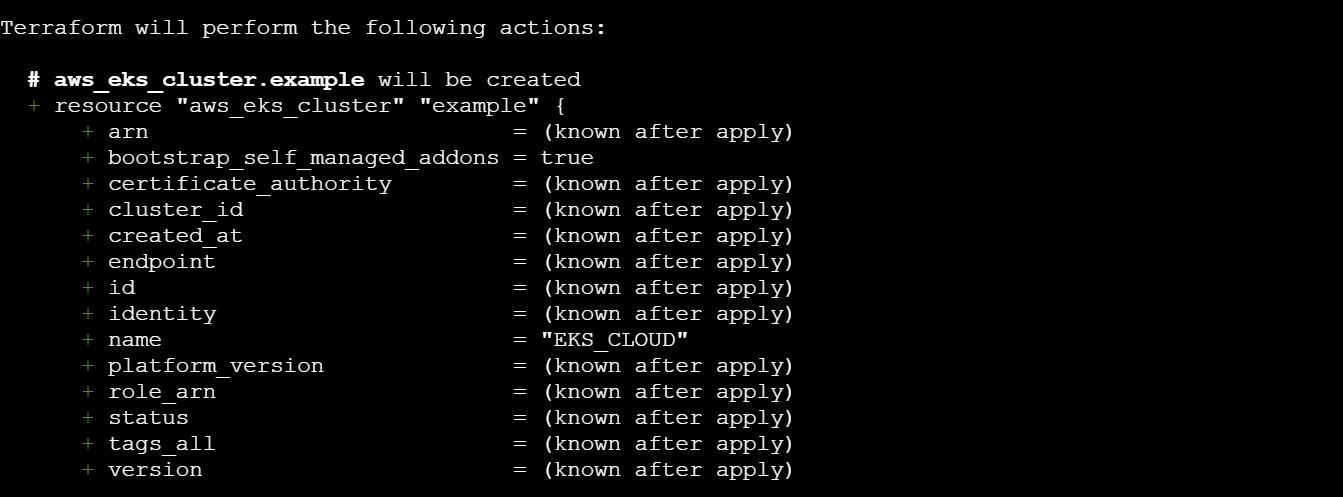 Terraform will perform the following actions:
# aws_eks_cluster.example will be created
+ resource "aws_eks_cluster" "example" {
+ arn = (known after apply)
+ bootstrap_self_managed_addons = true
+ certificate_authority = (known after apply)
+ cluster_id = (known after apply)
+ created_at = (known after apply)
+ endpoint = (known after apply)
+ id = (known after apply)
+ identity = (known after apply)
+ name = "EKS_CLOUD"
+ platform_version = (known after apply)
+ role_arn = (known after apply)
+ status = (known after apply)
+ tags_all = (known after apply)
+ version = (known after apply)